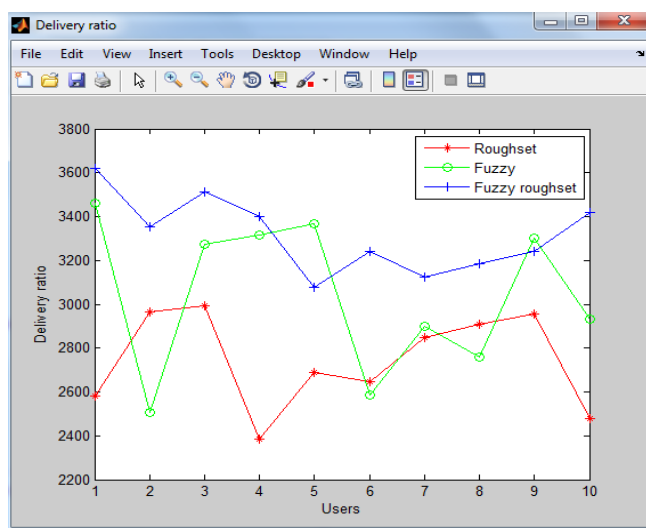 Delivery ratio
File Edit View Insert Tools Desktop Window Help
3800
3600
3400
3200
3000
2800
2600
2400
2200
Delivery ratio
Roughset
Fuzzy
Fuzzy roughset
1 2 3 4 5 6 7 8 9 10
Users